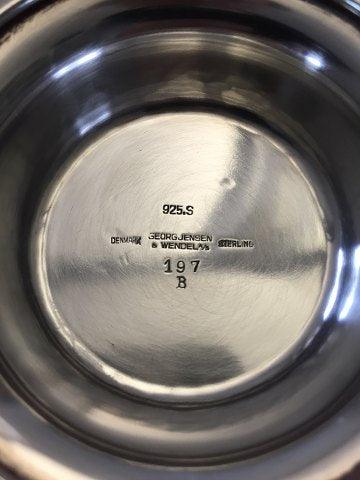 925.S
DENMARK GEORG JENSEN & WENDEL A/S STERLING
197
B